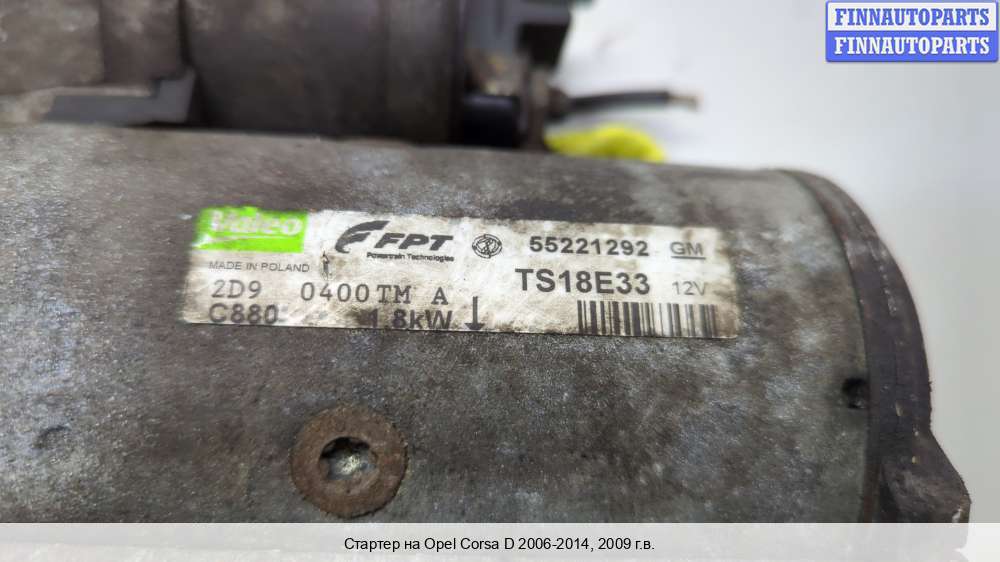 FINNAUTOPARTS
FINNAUTOPARTS
Valeo FPT 55221292 GM
Powertrain Technologies
MADE IN POLAND TS18E33 12V
2D9 0400TM A
C880 1.8kW ↓
Стартер на Opel Corsa D 2006-2014, 2009 г.в.